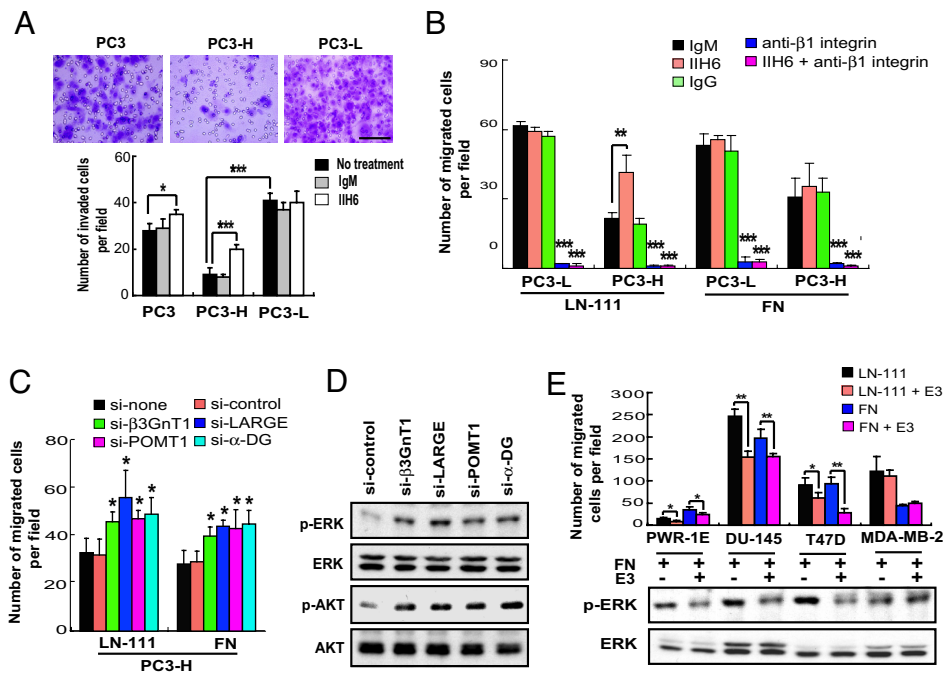 A
PC3
PC3-H
PC3-L
Number of invaded cells
per field
60
40
20
0
*
***
***
No treatment
IgM
IIH6
PC3
PC3-H
PC3-L
B
IgM
IIH6
IgG
anti-β1 integrin
IIH6 + anti-β1 integrin
Number of migrated cells
per field
90
60
30
0
***
***
**
***
***
***
***
***
***
PC3-L
PC3-H
PC3-L
PC3-H
LN-111
FN
C
si-none
si-control
si-β3GnT1
si-LARGE
si-POMT1
si-α-DG
Number of migrated cells
per field
80
60
40
20
0
*
*
*
*
*
*
*
*
LN-111
FN
PC3-H
D
si-control
si-β3GnT1
si-LARGE
si-POMT1
si-α-DG
p-ERK
ERK
p-AKT
AKT
E
LN-111
LN-111 + E3
FN
FN + E3
Number of migrated
cells per field
300
250
200
150
100
50
0
*
*
**
**
*
**
PWR-1E
DU-145
T47D
MDA-MB-2
FN + + + + + + + +
E3 - + - + - + - +
p-ERK
ERK